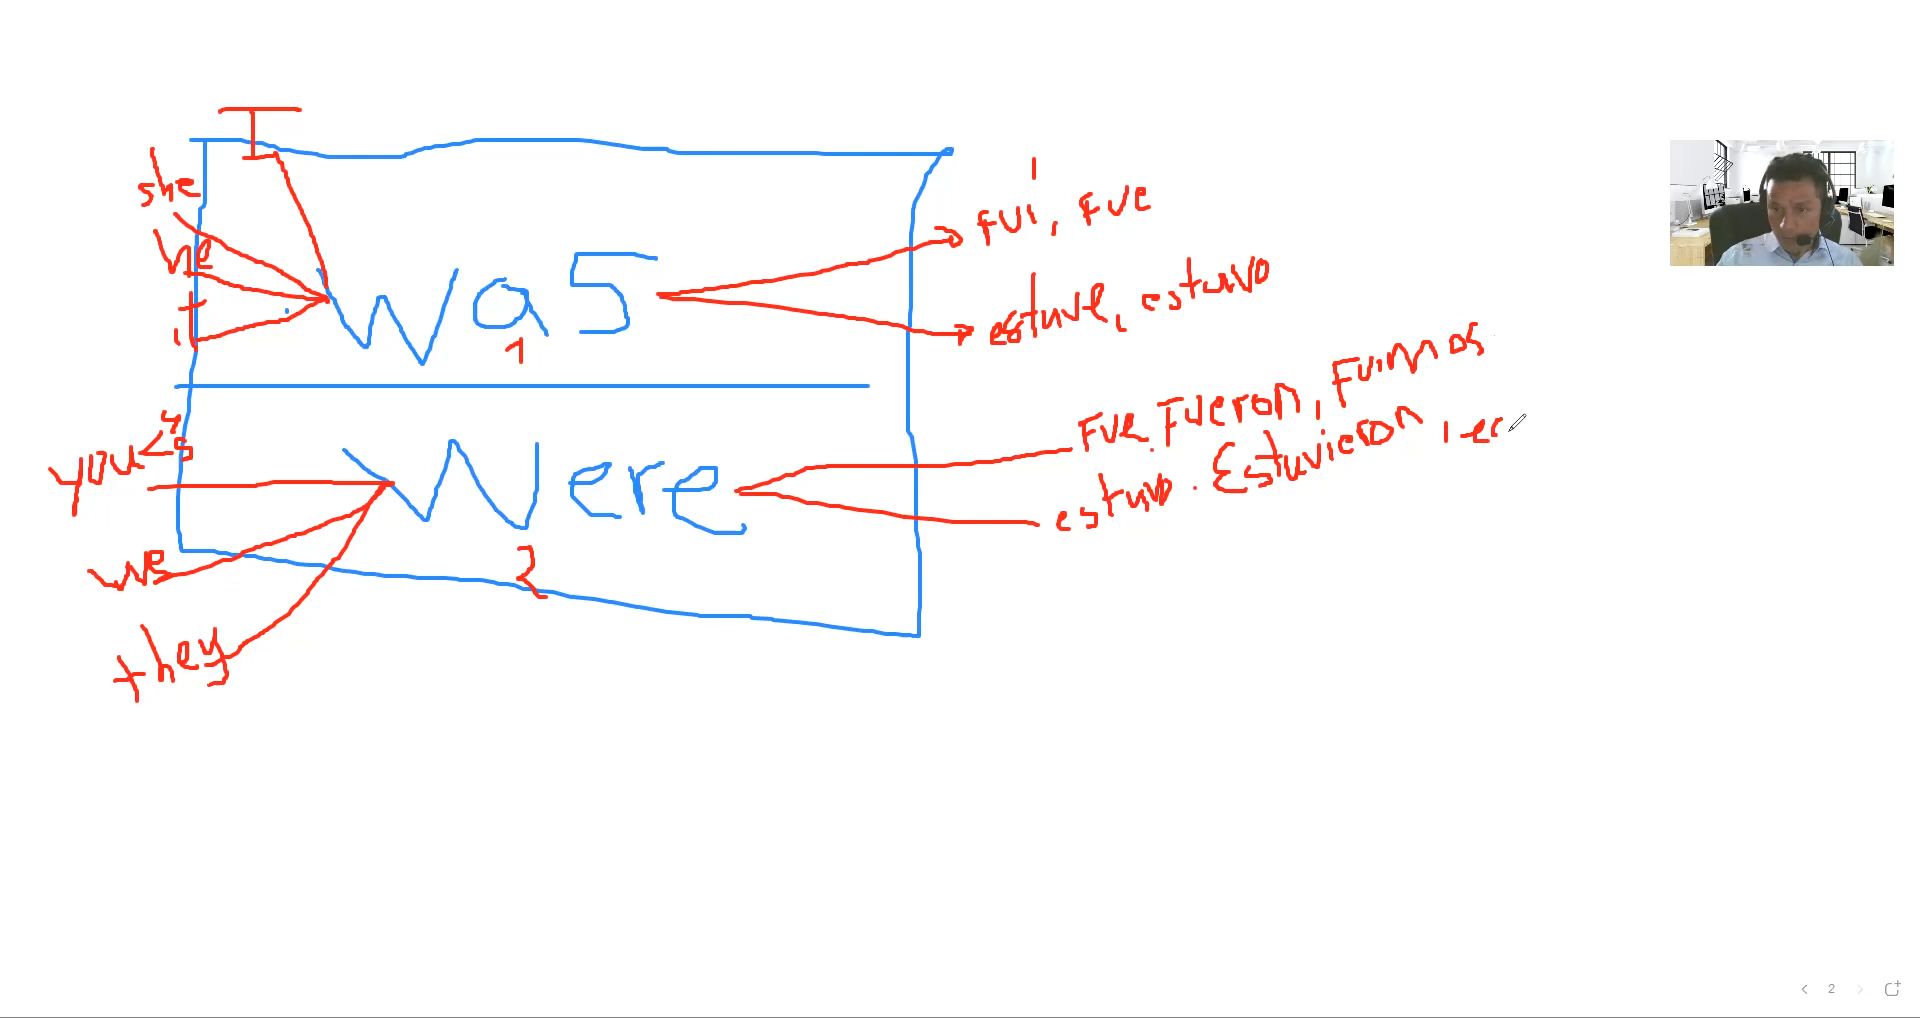 I
she
he
it
was
1
fui, fue
estuve, estuvo
you
were
2
we
they
Fue. Fueron, Fuimos
estuvo. Estuvieron,
2